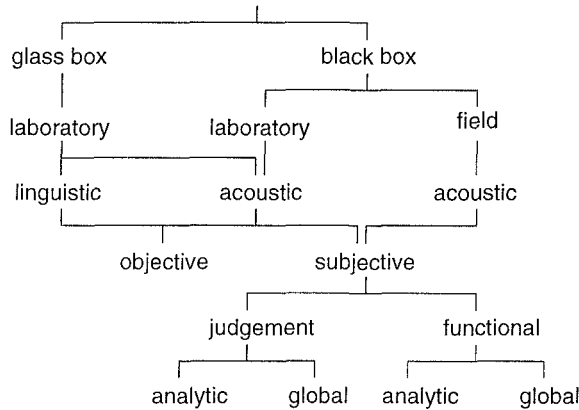 glass box black box
laboratory laboratory field
linguistic acoustic acoustic
objective subjective
judgement functional
analytic global analytic global